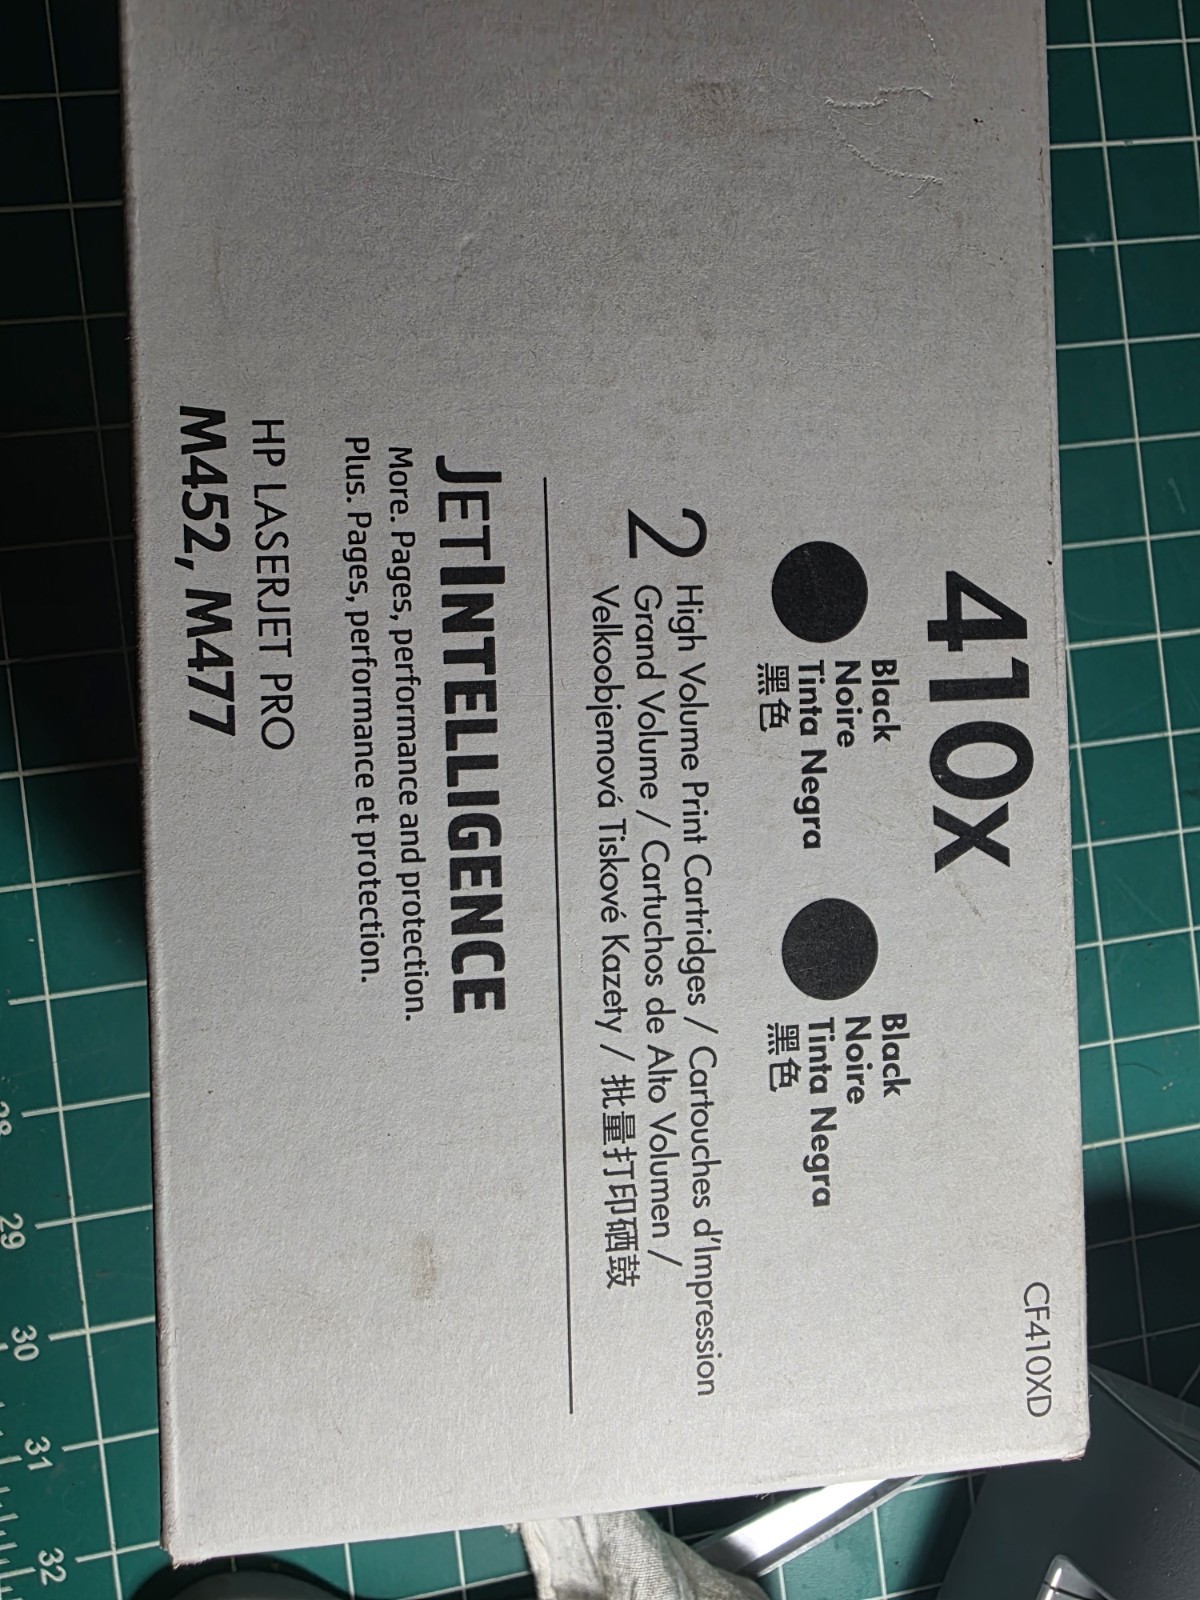 410X
CF410XD
Black
Noire
Tinta Negra
黑色
Black
Noire
Tinta Negra
黑色
2
High Volume Print Cartridges / Cartouches d'Impression
Grand Volume / Cartuchos de Alto Volumen /
Velkoobjemová Tiskové Kazety / 批量打印硒鼓
JETINTELLIGENCE
More. Pages, performance and protection.
Plus. Pages, performance et protection.
HP LASERJET PRO
M452, M477
28
29
30
31
32